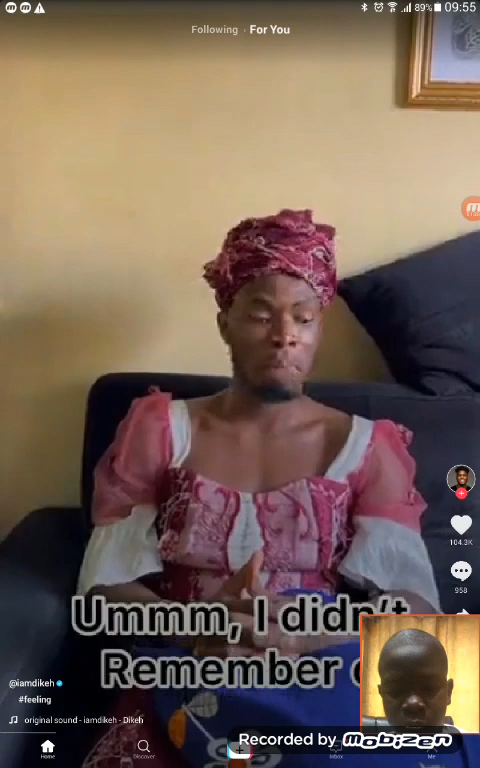 89% 09:55
Following · For You
104.3K
958
Ummm, I didn't
Remember
@iamdikeh
#feeling
original sound - iamdikeh - Dikeh
Recorded by mobizen
Home Discover Inbox Me